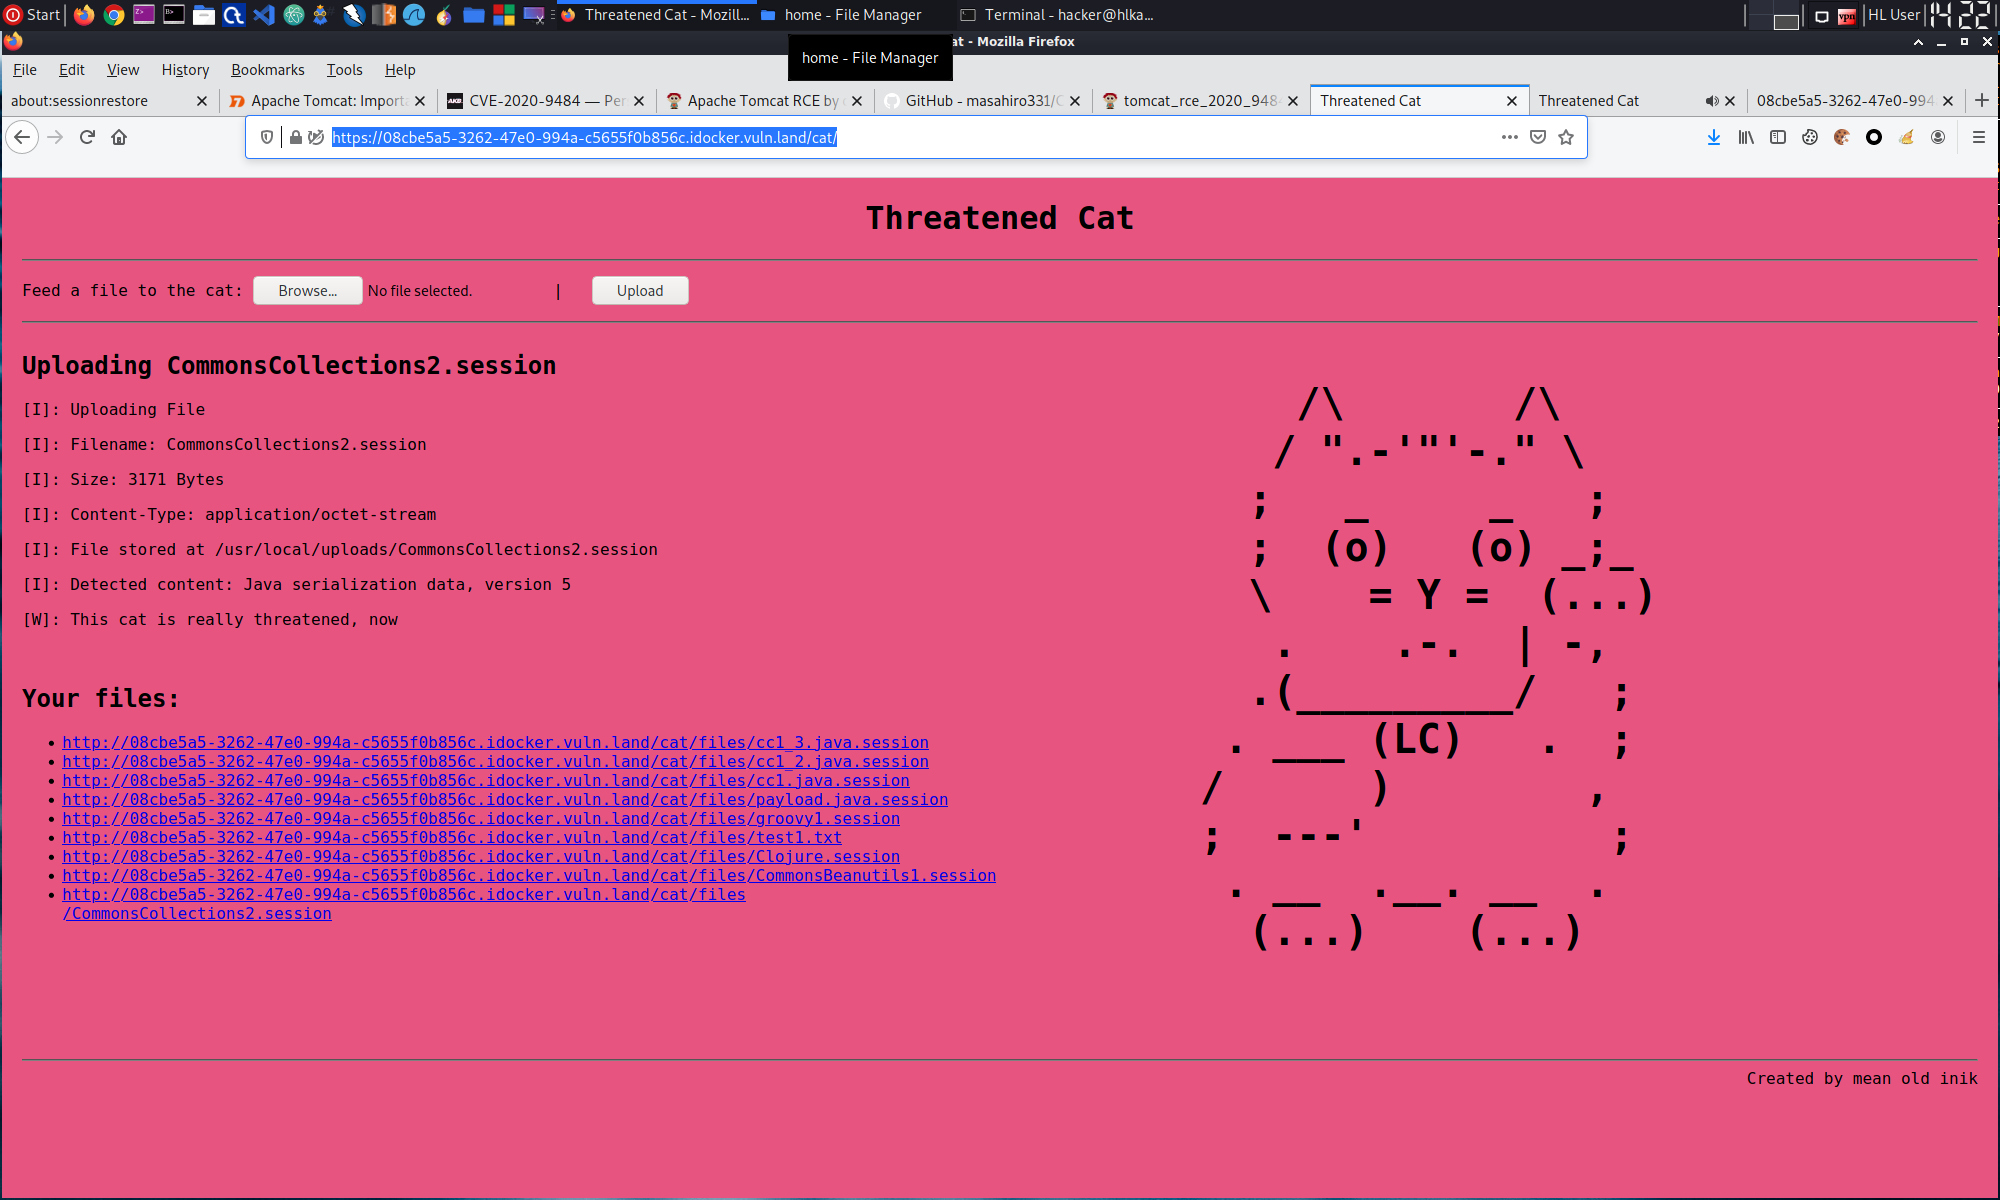 Start
Threatened Cat - Mozill...
home - File Manager
Terminal - hacker@hlka...
vpn
HL User
14 22
at - Mozilla Firefox
home - File Manager
File Edit View History Bookmarks Tools Help
about:sessionrestore
Apache Tomcat: Import
CVE-2020-9484 — Per
Apache Tomcat RCE by
GitHub - masahiro331/C
tomcat_rce_2020_948
Threatened Cat
Threatened Cat
08cbe5a5-3262-47e0-994
https://08cbe5a5-3262-47e0-994a-c5655f0b856c.idocker.vuln.land/cat/
Threatened Cat
Feed a file to the cat: Browse... No file selected. | Upload
Uploading CommonsCollections2.session
[I]: Uploading File
[I]: Filename: CommonsCollections2.session
[I]: Size: 3171 Bytes
[I]: Content-Type: application/octet-stream
[I]: File stored at /usr/local/uploads/CommonsCollections2.session
[I]: Detected content: Java serialization data, version 5
[W]: This cat is really threatened, now
Your files:
http://08cbe5a5-3262-47e0-994a-c5655f0b856c.idocker.vuln.land/cat/files/cc1_3.java.session
http://08cbe5a5-3262-47e0-994a-c5655f0b856c.idocker.vuln.land/cat/files/cc1_2.java.session
http://08cbe5a5-3262-47e0-994a-c5655f0b856c.idocker.vuln.land/cat/files/cc1.java.session
http://08cbe5a5-3262-47e0-994a-c5655f0b856c.idocker.vuln.land/cat/files/payload.java.session
http://08cbe5a5-3262-47e0-994a-c5655f0b856c.idocker.vuln.land/cat/files/groovy1.session
http://08cbe5a5-3262-47e0-994a-c5655f0b856c.idocker.vuln.land/cat/files/test1.txt
http://08cbe5a5-3262-47e0-994a-c5655f0b856c.idocker.vuln.land/cat/files/Clojure.session
http://08cbe5a5-3262-47e0-994a-c5655f0b856c.idocker.vuln.land/cat/files/CommonsBeanutils1.session
http://08cbe5a5-3262-47e0-994a-c5655f0b856c.idocker.vuln.land/cat/files
/CommonsCollections2.session
    /\       /\
   / ".-'"'-." \
  ;   _     _   ;
  ;  (o)   (o) _;_
  \    = Y =  (...)
   .    .-.  | -,
  .(_________/   ;
 . ___ (LC)   .  ;
/      )        ,
;  ---'          ;
 . __  .__. __  .
  (...)    (...)
Created by mean old inik